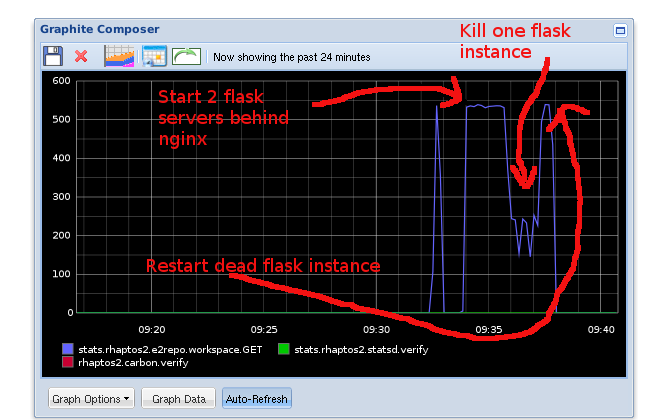 Graphite Composer
Kill one flask
instance
Now showing the past 24 minutes
600
Start 2 flask
servers behind
nginx
500
400
300
200
Restart dead flask instance
100
0
09:20 09:25 09:30 09:35 09:40
stats.rhaptos2.e2repo.workspace.GET stats.rhaptos2.statsd.verify
rhaptos2.carbon.verify
Graph Options Graph Data Auto-Refresh